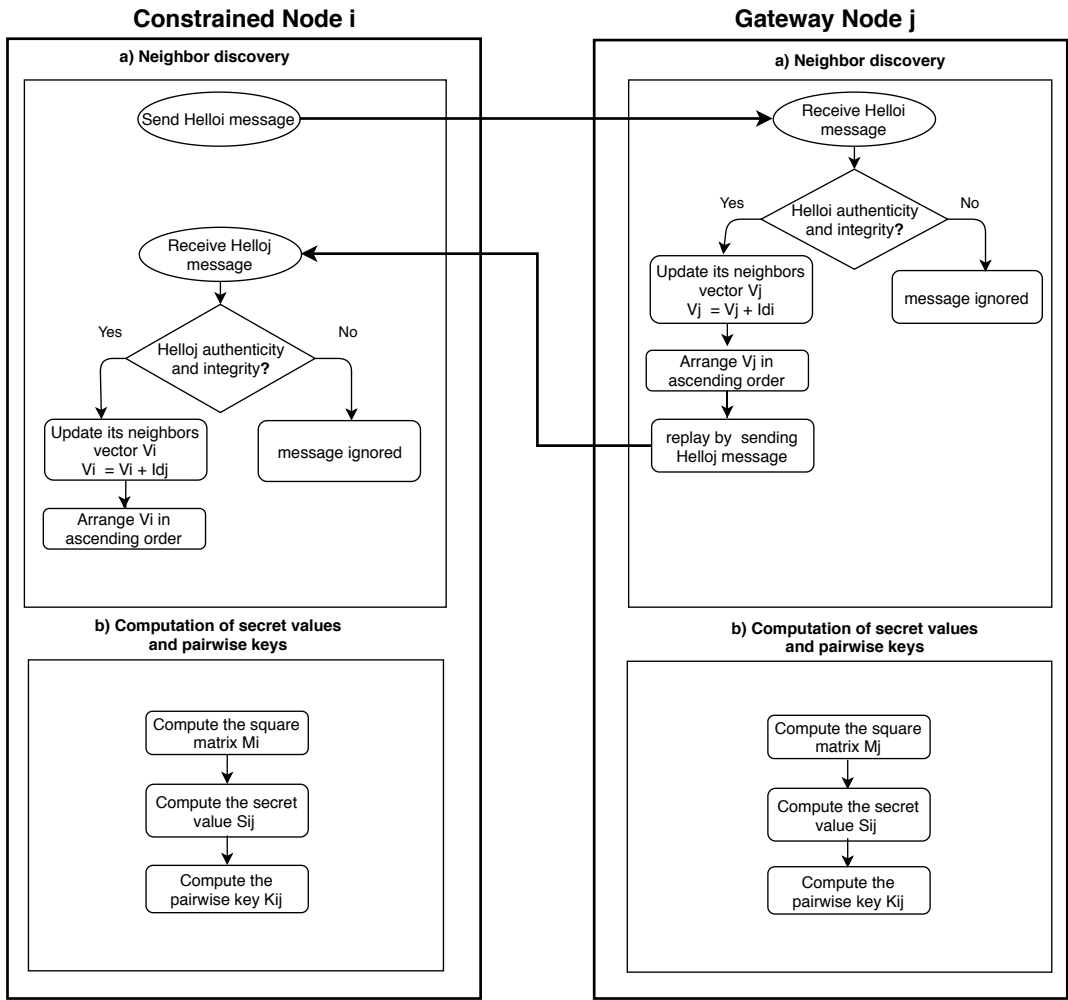 Constrained Node i
a) Neighbor discovery
Send Helloi message
Receive Helloj
message
Yes
No
Helloj authenticity
and integrity?
Update its neighbors
vector Vi
Vi = Vi + Idj
message ignored
Arrange Vi in
ascending order
b) Computation of secret values
and pairwise keys
Compute the square
matrix Mi
Compute the secret
value Sij
Compute the
pairwise key Kij
Gateway Node j
a) Neighbor discovery
Receive Helloi
message
Yes
No
Helloi authenticity
and integrity?
Update its neighbors
vector Vj
Vj = Vj + Idi
message ignored
Arrange Vj in
ascending order
replay by sending
Helloj message
b) Computation of secret values
and pairwise keys
Compute the square
matrix Mj
Compute the secret
value Sij
Compute the
pairwise key Kij